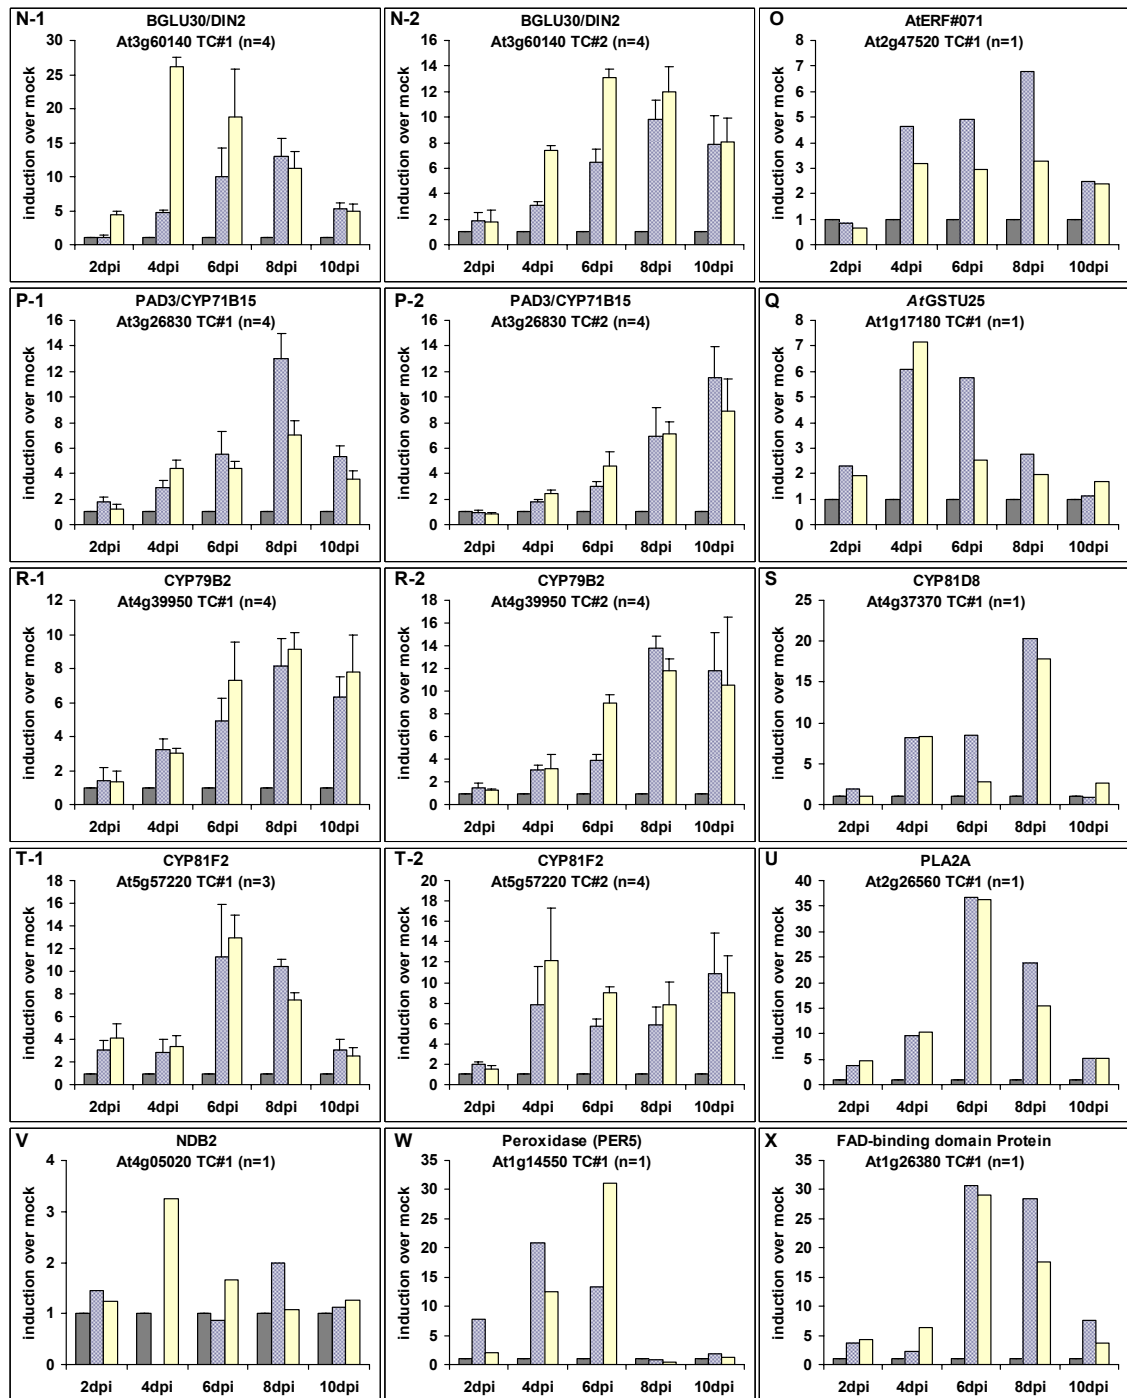 N-1
BGLU30/DIN2
At3g60140 TC#1 (n=4)
induction over mock
30
25
20
15
10
5
0
2dpi 4dpi 6dpi 8dpi 10dpi
N-2
BGLU30/DIN2
At3g60140 TC#2 (n=4)
induction over mock
16
14
12
10
8
6
4
2
0
2dpi 4dpi 6dpi 8dpi 10dpi
O
AtERF#071
At2g47520 TC#1 (n=1)
induction over mock
8
7
6
5
4
3
2
1
0
2dpi 4dpi 6dpi 8dpi 10dpi
P-1
PAD3/CYP71B15
At3g26830 TC#1 (n=4)
induction over mock
16
14
12
10
8
6
4
2
0
2dpi 4dpi 6dpi 8dpi 10dpi
P-2
PAD3/CYP71B15
At3g26830 TC#2 (n=4)
induction over mock
16
14
12
10
8
6
4
2
0
2dpi 4dpi 6dpi 8dpi 10dpi
Q
AtGSTU25
At1g17180 TC#1 (n=1)
induction over mock
8
7
6
5
4
3
2
1
0
2dpi 4dpi 6dpi 8dpi 10dpi
R-1
CYP79B2
At4g39950 TC#1 (n=4)
induction over mock
12
10
8
6
4
2
0
2dpi 4dpi 6dpi 8dpi 10dpi
R-2
CYP79B2
At4g39950 TC#2 (n=4)
induction over mock
18
16
14
12
10
8
6
4
2
0
2dpi 4dpi 6dpi 8dpi 10dpi
S
CYP81D8
At4g37370 TC#1 (n=1)
induction over mock
25
20
15
10
5
0
2dpi 4dpi 6dpi 8dpi 10dpi
T-1
CYP81F2
At5g57220 TC#1 (n=3)
induction over mock
18
16
14
12
10
8
6
4
2
0
2dpi 4dpi 6dpi 8dpi 10dpi
T-2
CYP81F2
At5g57220 TC#2 (n=4)
induction over mock
20
18
16
14
12
10
8
6
4
2
0
2dpi 4dpi 6dpi 8dpi 10dpi
U
PLA2A
At2g26560 TC#1 (n=1)
induction over mock
40
35
30
25
20
15
10
5
0
2dpi 4dpi 6dpi 8dpi 10dpi
V
NDB2
At4g05020 TC#1 (n=1)
induction over mock
4
3
2
1
0
2dpi 4dpi 6dpi 8dpi 10dpi
W
Peroxidase (PER5)
At1g14550 TC#1 (n=1)
induction over mock
35
30
25
20
15
10
5
0
2dpi 4dpi 6dpi 8dpi 10dpi
X
FAD-binding domain Protein
At1g26380 TC#1 (n=1)
induction over mock
35
30
25
20
15
10
5
0
2dpi 4dpi 6dpi 8dpi 10dpi